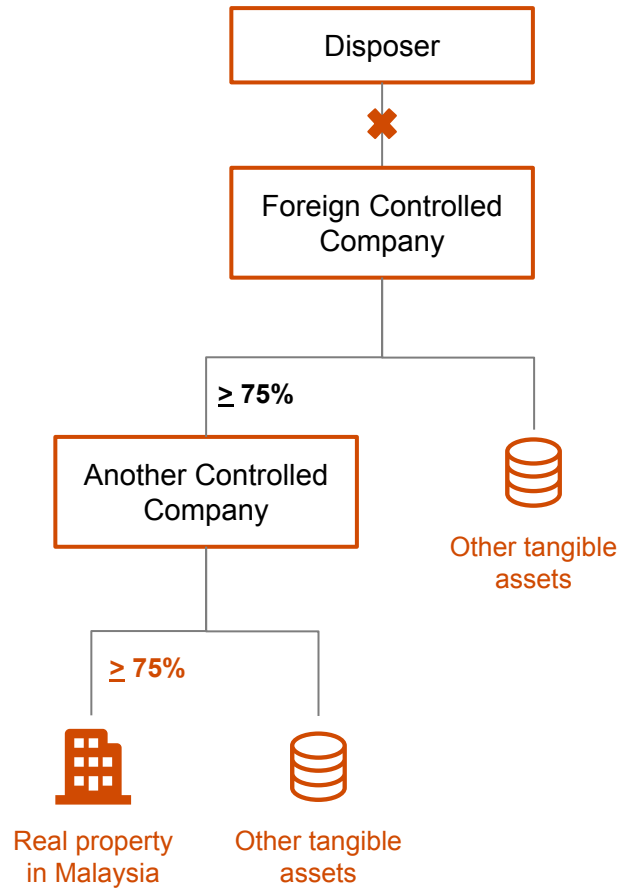 Disposer
Foreign Controlled
Company
≥ 75%
Another Controlled
Company
Other tangible
assets
≥ 75%
Real property
in Malaysia
Other tangible
assets